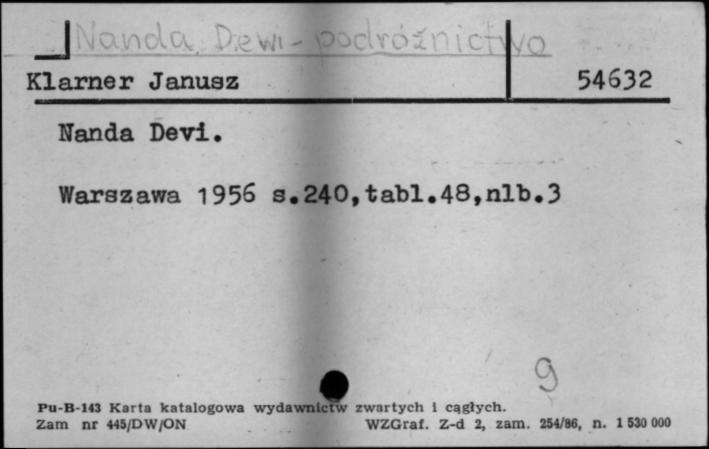 Nanda Dewi - podróżnictwo
Klarner Janusz 54632
Nanda Devi.
Warszawa 1956 s.240,tabl.48,nlb.3
9
Pu-B-143 Karta katalogowa wydawnictw zwartych i cągłych.
Zam nr 445/DW/ON WZGraf. Z-d 2, zam. 254/86, n. 1 530 000